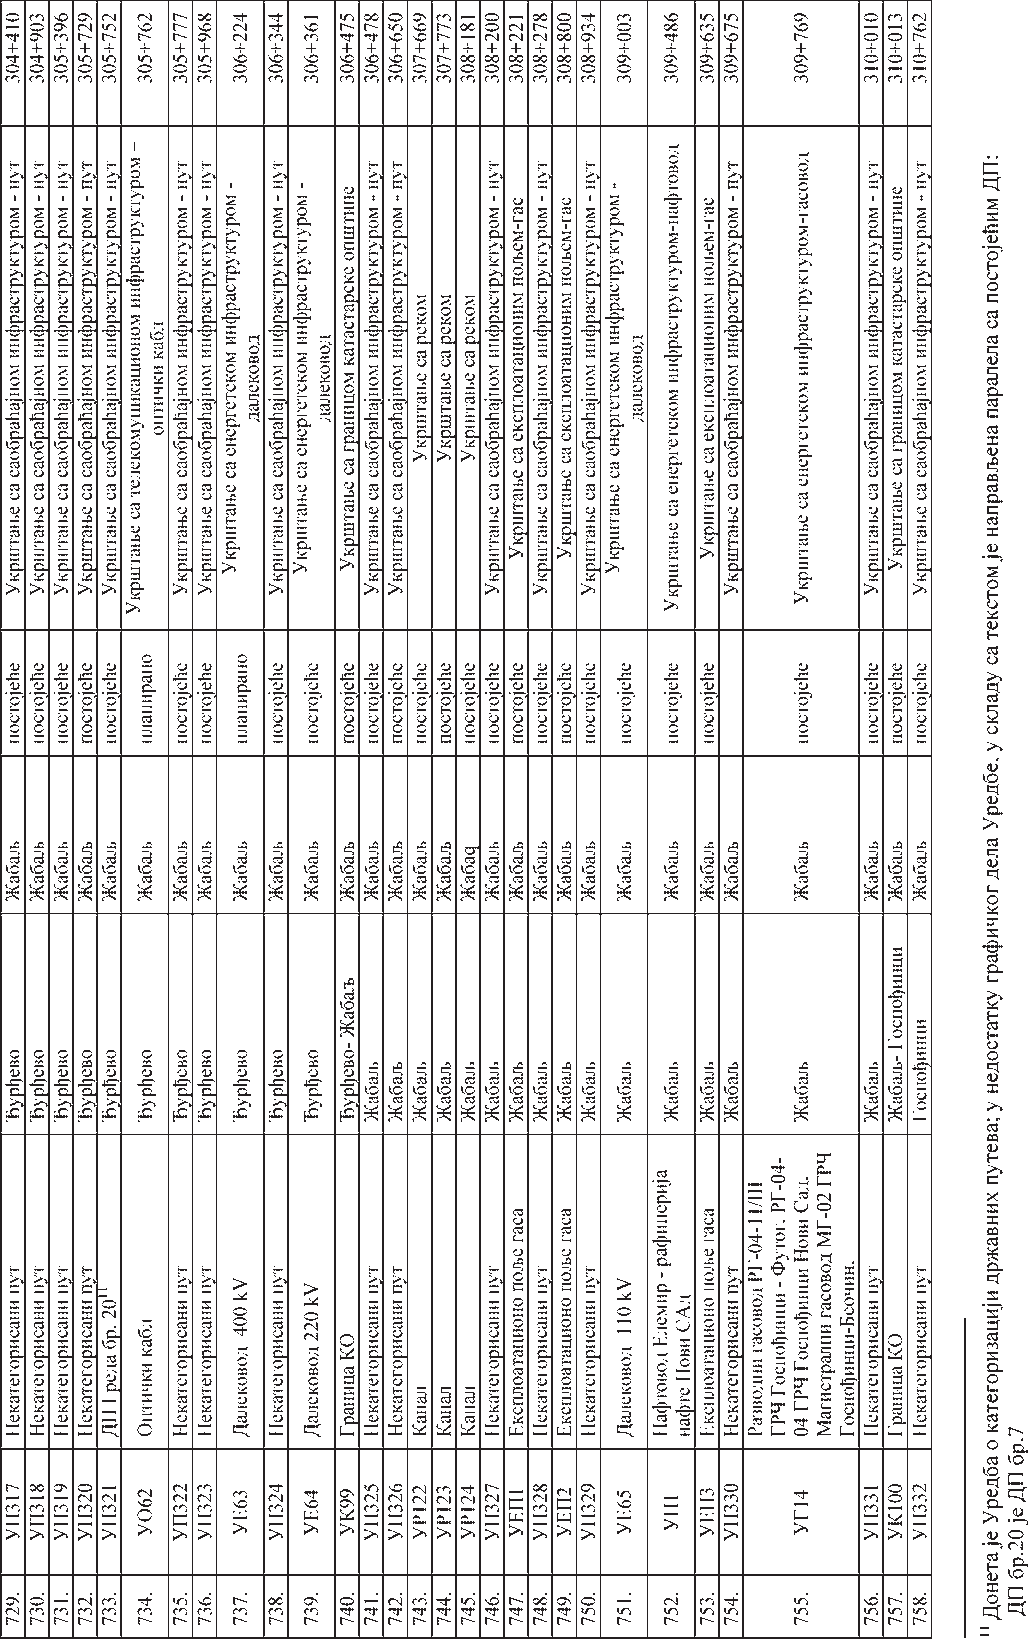 729. УП317 Некатегорисани пут Ђурђево Жабаљ постојеће Укрштање са саобраћајном инфраструктуром - пут 304+410
730. УП318 Некатегорисани пут Ђурђево Жабаљ постојеће Укрштање са саобраћајном инфраструктуром - пут 304+903
731. УП319 Некатегорисани пут Ђурђево Жабаљ постојеће Укрштање са саобраћајном инфраструктуром - пут 305+396
732. УП320 Некатегорисани пут Ђурђево Жабаљ постојеће Укрштање са саобраћајном инфраструктуром - пут 305+729
733. УП321 ДП I реда бр. 20¹¹ Ђурђево Жабаљ постојеће Укрштање са саобраћајном инфраструктуром - пут 305+752
734. УО62 Оптички кабл Ђурђево Жабаљ планирано Укрштање са телекомуникационом инфраструктуром –
оптички кабл 305+762
735. УП322 Некатегорисани пут Ђурђево Жабаљ постојеће Укрштање са саобраћајном инфраструктуром - пут 305+777
736. УП323 Некатегорисани пут Ђурђево Жабаљ постојеће Укрштање са саобраћајном инфраструктуром - пут 305+968
737. УЕ63 Далековод 400 kV Ђурђево Жабаљ планирано Укрштање са енергетском инфраструктуром -
далековод 306+224
738. УП324 Некатегорисани пут Ђурђево Жабаљ постојеће Укрштање са саобраћајном инфраструктуром - пут 306+344
739. УЕ64 Далековод 220 kV Ђурђево Жабаљ постојеће Укрштање са енергетском инфраструктуром -
далековод 306+361
740. УК99 Граница КО Ђурђево- Жабаљ Жабаљ постојеће Укрштање са границом катастарске општине 306+475
741. УП325 Некатегорисани пут Жабаљ Жабаљ постојеће Укрштање са саобраћајном инфраструктуром - пут 306+478
742. УП326 Некатегорисани пут Жабаљ Жабаљ постојеће Укрштање са саобраћајном инфраструктуром - пут 306+650
743. УР122 Канал Жабаљ Жабаљ постојеће Укрштање са реком 307+669
744. УР123 Канал Жабаљ Жабаљ постојеће Укрштање са реком 307+773
745. УР124 Канал Жабаљ Жабаq постојеће Укрштање са реком 308+181
746. УП327 Некатегорисани пут Жабаљ Жабаљ постојеће Укрштање са саобраћајном инфраструктуром - пут 308+200
747. УЕП1 Експлоатационо поље гаса Жабаљ Жабаљ постојеће Укрштање са експлоатационим пољем-гас 308+221
748. УП328 Некатегорисани пут Жабаљ Жабаљ постојеће Укрштање са саобраћајном инфраструктуром - пут 308+278
749. УЕП2 Експлоатационо поље гаса Жабаљ Жабаљ постојеће Укрштање са експлоатационим пољем-гас 308+800
750. УП329 Некатегорисани пут Жабаљ Жабаљ постојеће Укрштање са саобраћајном инфраструктуром - пут 308+934
751. УЕ65 Далековод 110 kV Жабаљ Жабаљ постојеће Укрштање са енергетском инфраструктуром -
далековод 309+003
752. УН1 Нафтовод Елемир - рафинерија
нафте Нови САд Жабаљ Жабаљ постојеће Укрштање са енергетском инфраструктуром-нафтовод 309+486
753. УЕП3 Експлоатационо поље гаса Жабаљ Жабаљ постојеће Укрштање са експлоатационим пољем-гас 309+635
754. УП330 Некатегорисани пут Жабаљ Жабаљ постојеће Укрштање са саобраћајном инфраструктуром - пут 309+675
755. УГ14 Разводни гасовод РГ-04-11/III
ГРЧ Госпођинци - Футог. РГ-04-
04 ГРЧ Госпођинци Нови Сад.
Магистрални гасовод МГ-02 ГРЧ
Госпођинци-Беочин. Жабаљ Жабаљ постојеће Укрштање са енергетском инфраструктуром-гасовод 309+769
756. УП331 Некатегорисани пут Жабаљ Жабаљ постојеће Укрштање са саобраћајном инфраструктуром - пут 310+010
757. УК100 Граница КО Жабаљ- Госпођинци Жабаљ постојеће Укрштање са границом катастарске општине 310+013
758. УП332 Некатегорисани пут Госпођинци Жабаљ постојеће Укрштање са саобраћајном инфраструктуром - пут 310+762
¹¹ Донета је Уредба о категоризацији државних путева; у недостатку графичког дела Уредбе, у складу са текстом је направљена паралела са постојећим ДП:
ДП бр.20 је ДП бр.7